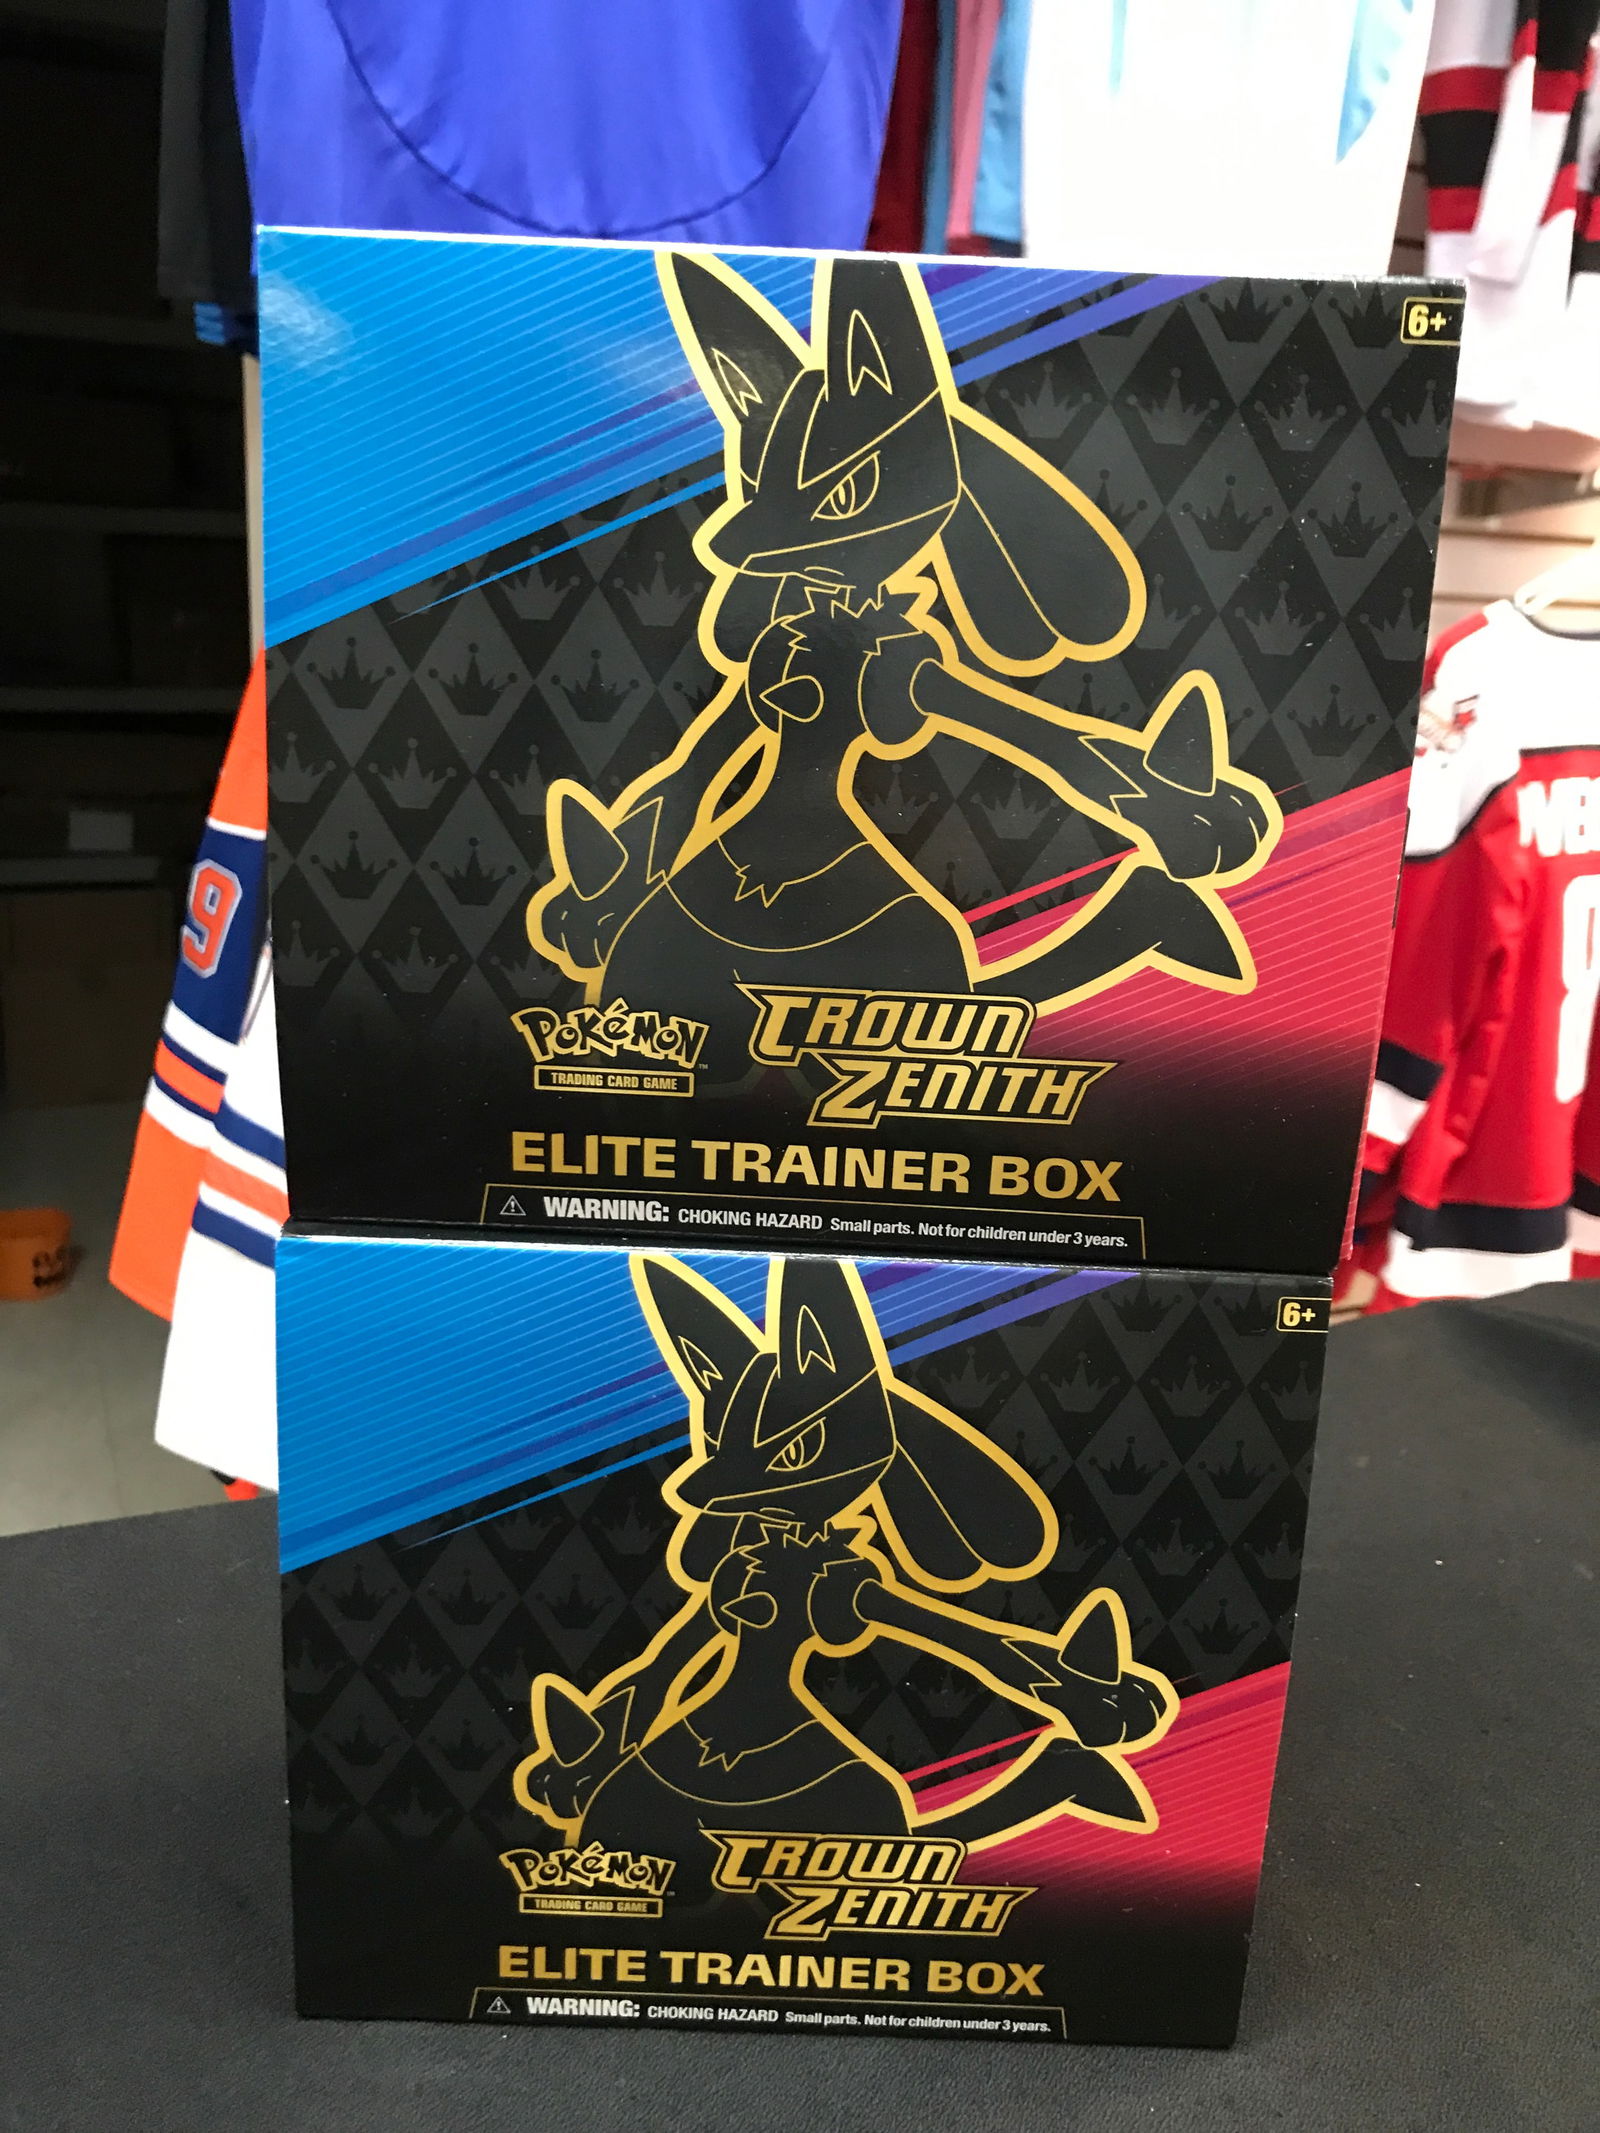 6+
Pokémon
TRADING CARD GAME
CROWN
ZENITH
ELITE TRAINER BOX
WARNING: CHOKING HAZARD Small parts. Not for children under 3 years.
9
6+
Pokémon
TRADING CARD GAME
CROWN
ZENITH
ELITE TRAINER BOX
WARNING: CHOKING HAZARD Small parts. Not for children under 3 years.